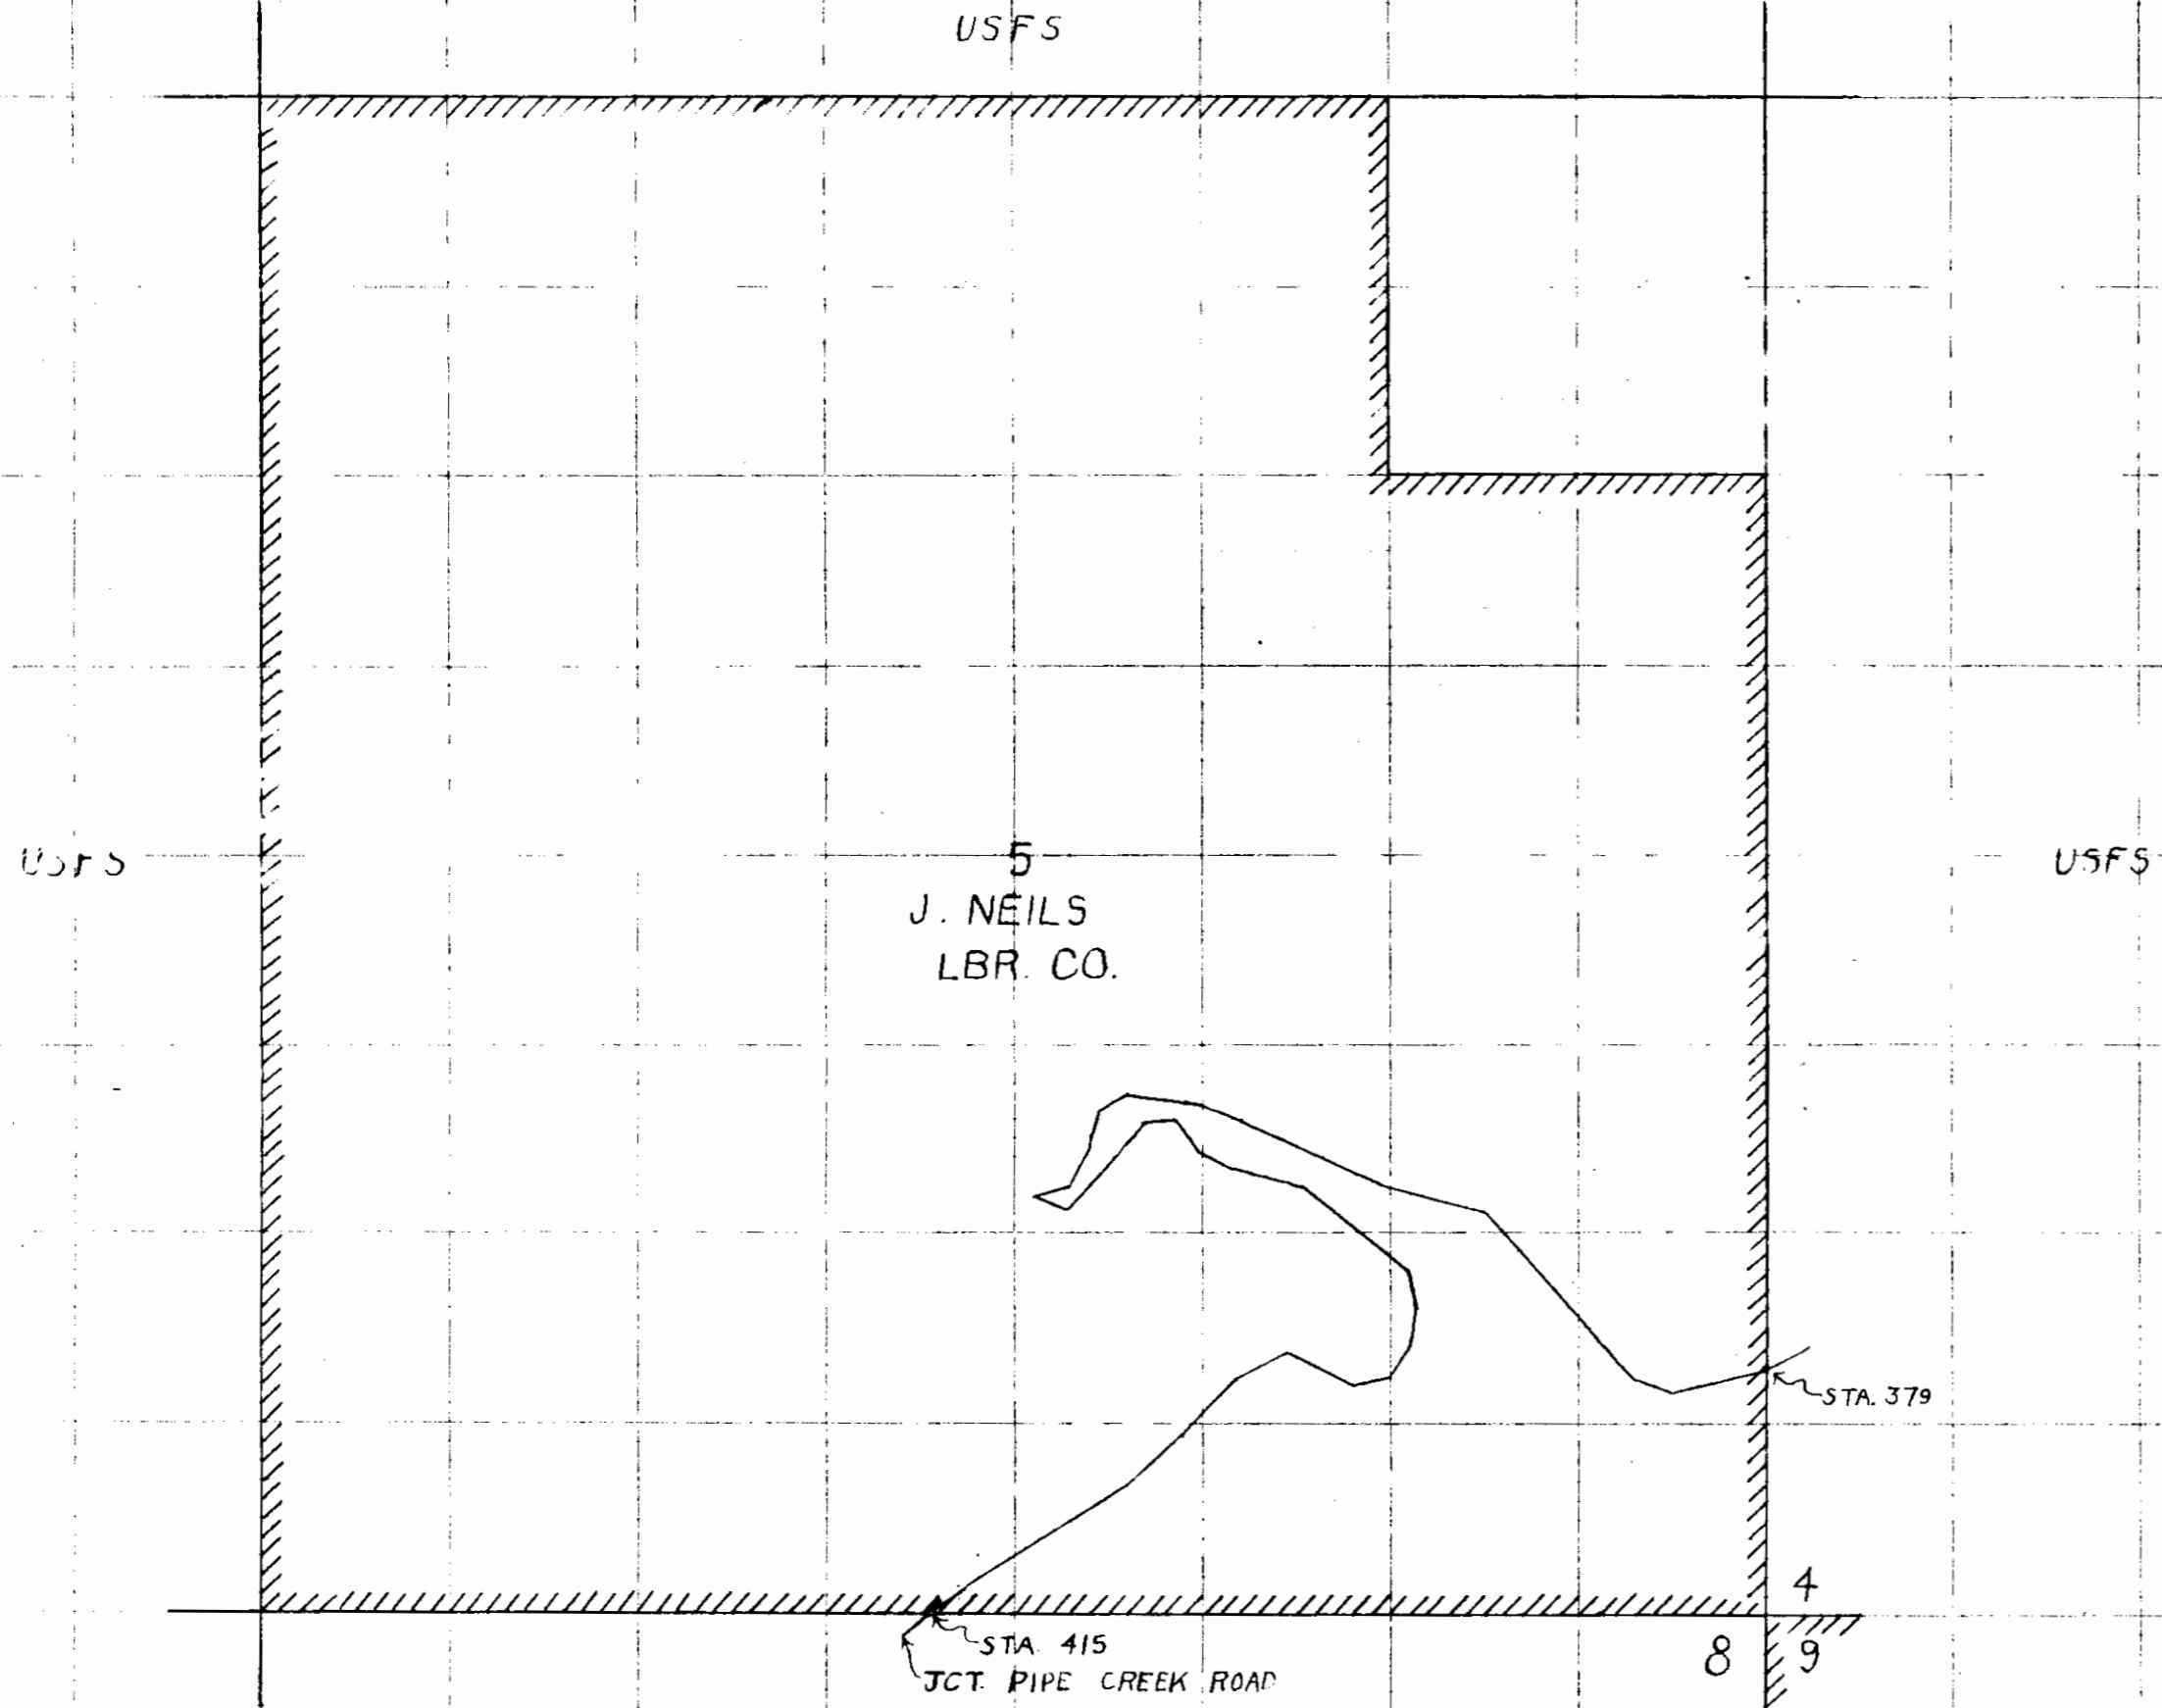 USFS
USFS
5
USFS
J. NEILS
LBR. CO.
STA. 379
4
STA. 415
8
9
JCT. PIPE CREEK ROAD